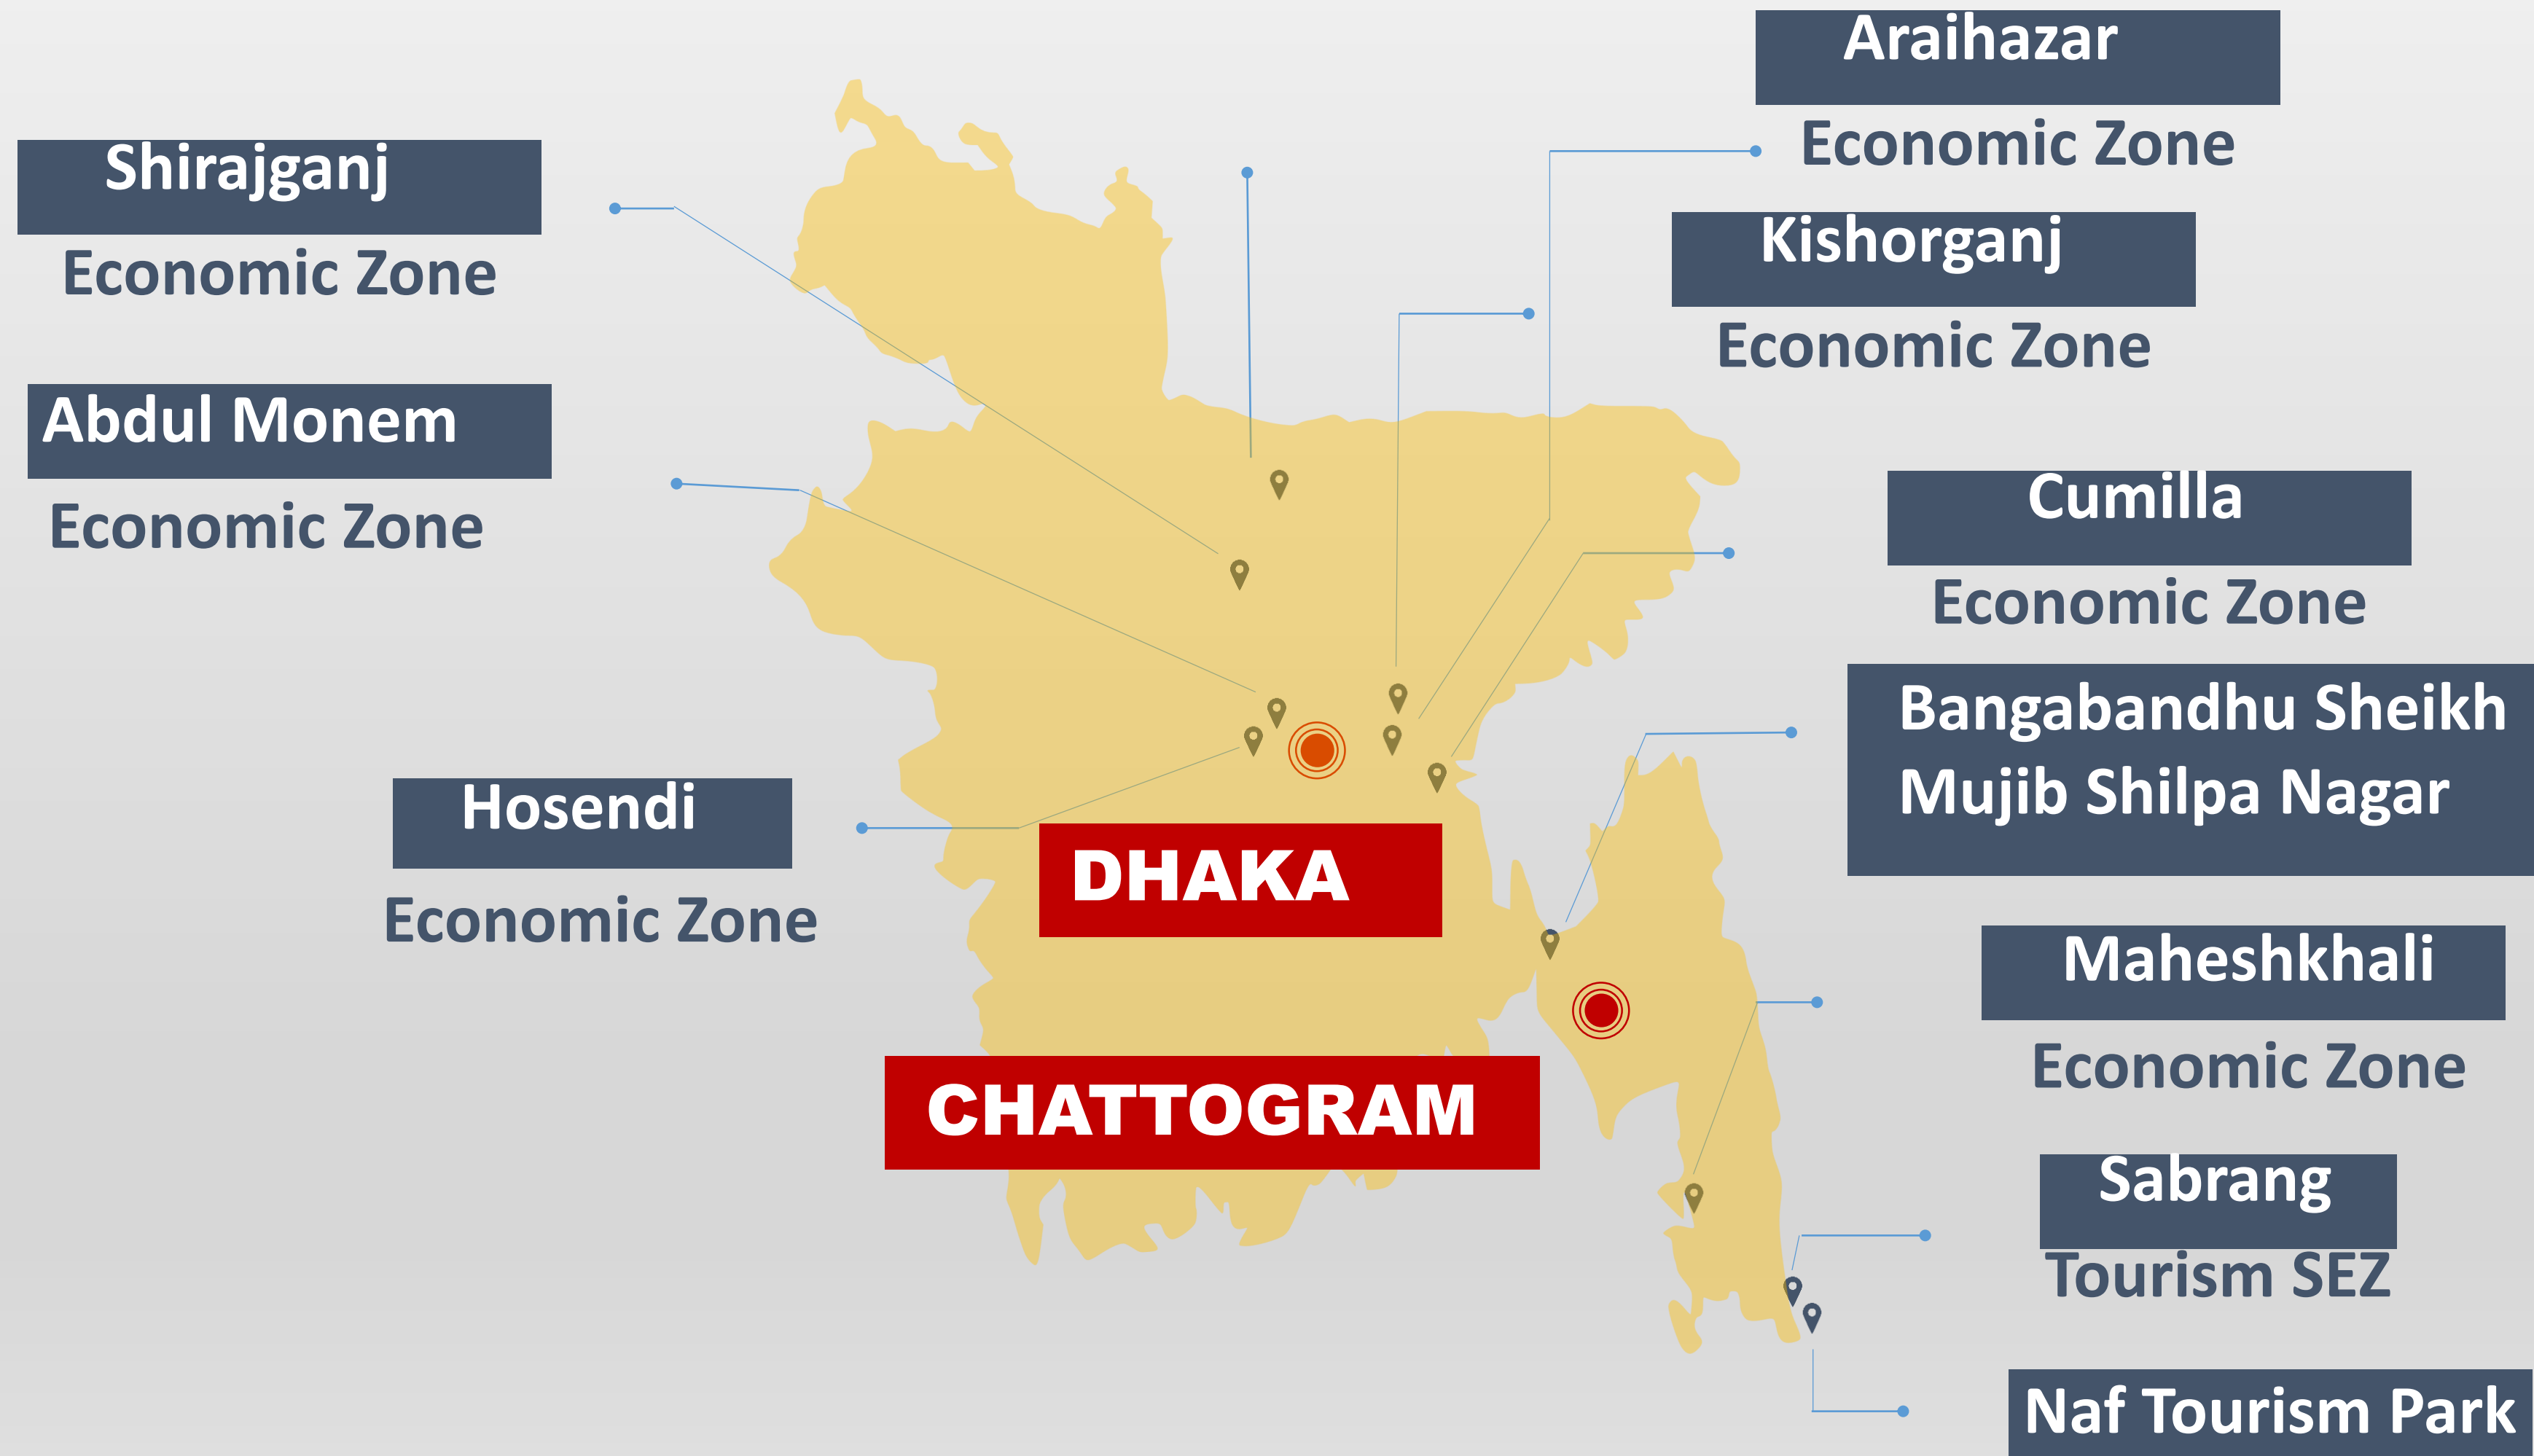 Araihazar
Economic Zone
Shirajganj
Economic Zone
Kishorganj
Economic Zone
Abdul Monem
Economic Zone
Cumilla
Economic Zone
Bangabandhu Sheikh
Mujib Shilpa Nagar
Hosendi
Economic Zone
DHAKA
Maheshkhali
Economic Zone
CHATTOGRAM
Sabrang
Tourism SEZ
Naf Tourism Park